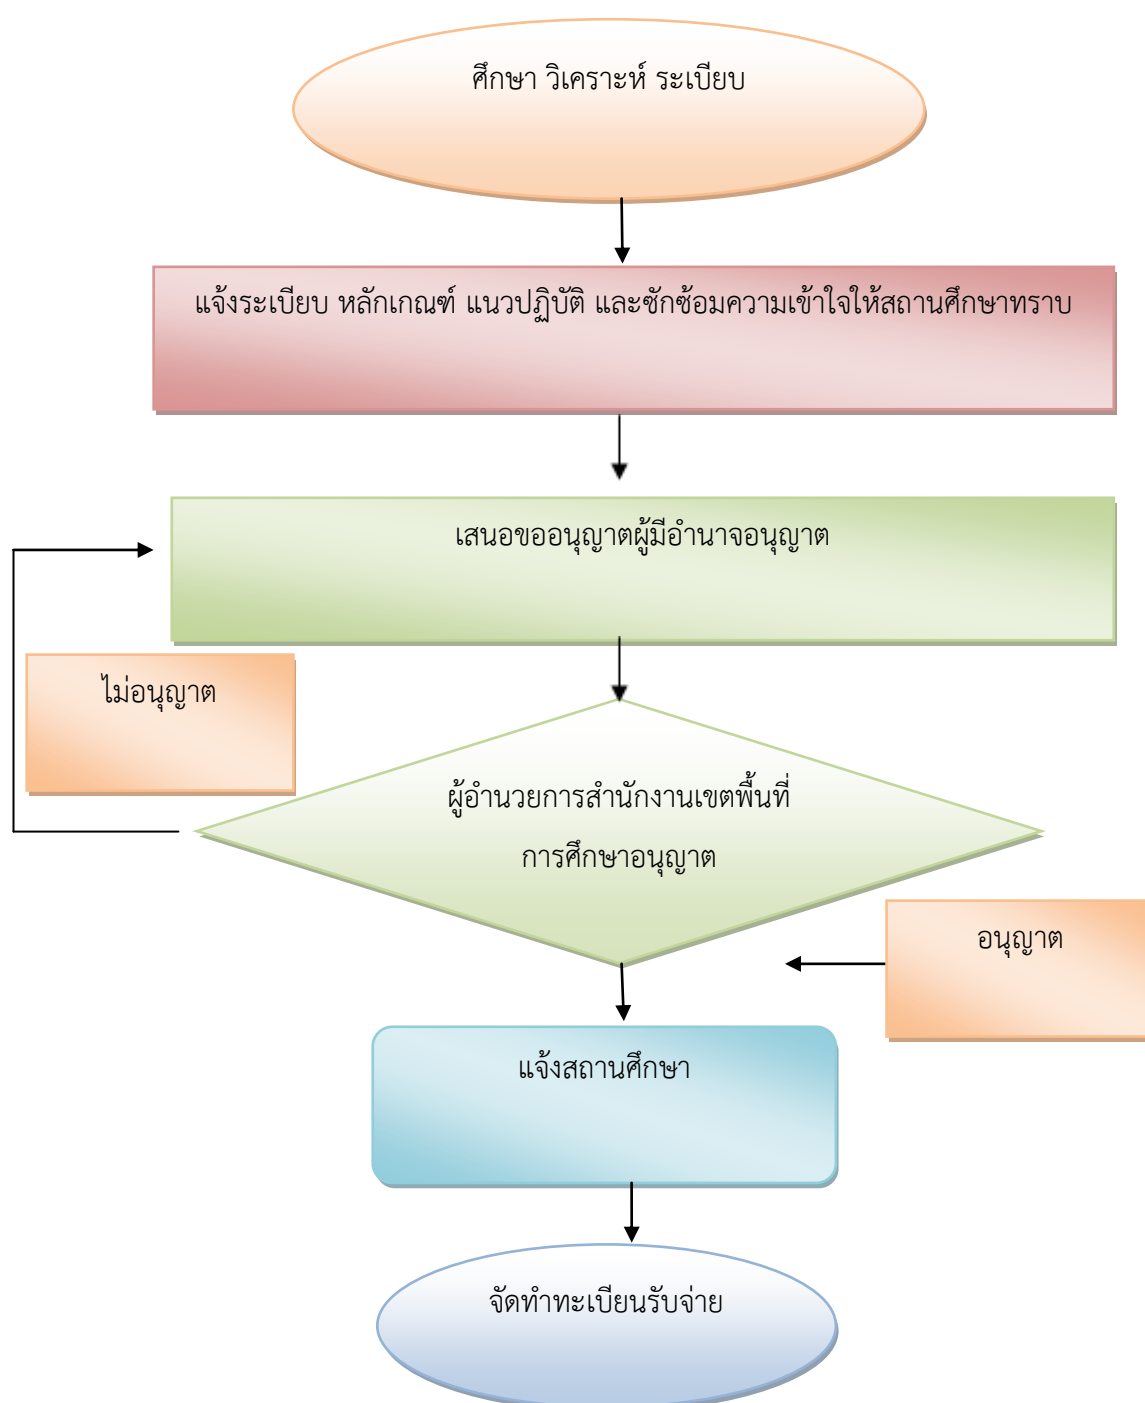 ศึกษา วิเคราะห์ ระเบียบ
แจ้งระเบียบ หลักเกณฑ์ แนวปฏิบัติ และซักซ้อมความเข้าใจให้สถานศึกษาทราบ
เสนอขออนุญาตผู้มีอำนาจอนุญาต
ไม่อนุญาต
ผู้อำนวยการสำนักงานเขตพื้นที่
การศึกษาอนุญาต
อนุญาต
แจ้งสถานศึกษา
จัดทำทะเบียนรับจ่าย